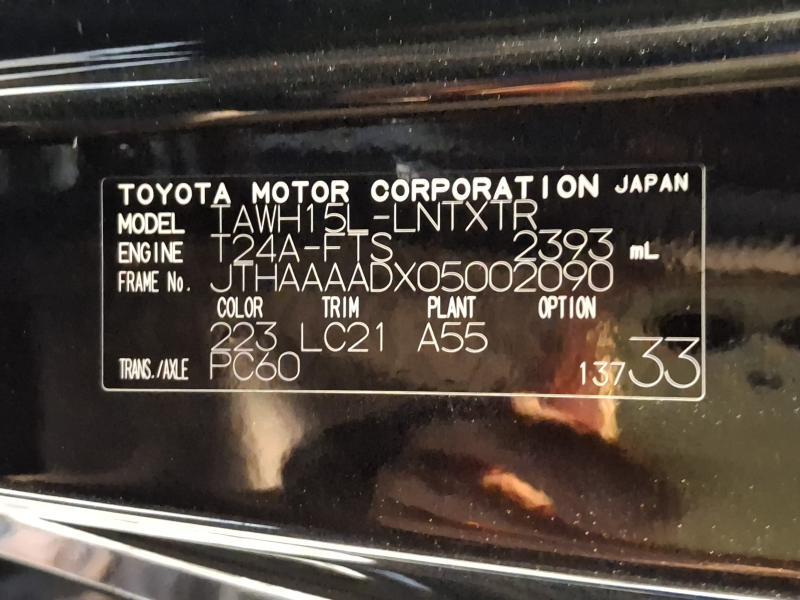 TOYOTA MOTOR CORPORATION JAPAN
MODEL TAWH15L-LNTXTR
ENGINE T24A-FTS 2393 mL
FRAME No. JTHAAAADX05002090
COLOR TRIM PLANT OPTION
223 LC21 A55
TRANS./AXLE PC60 13733